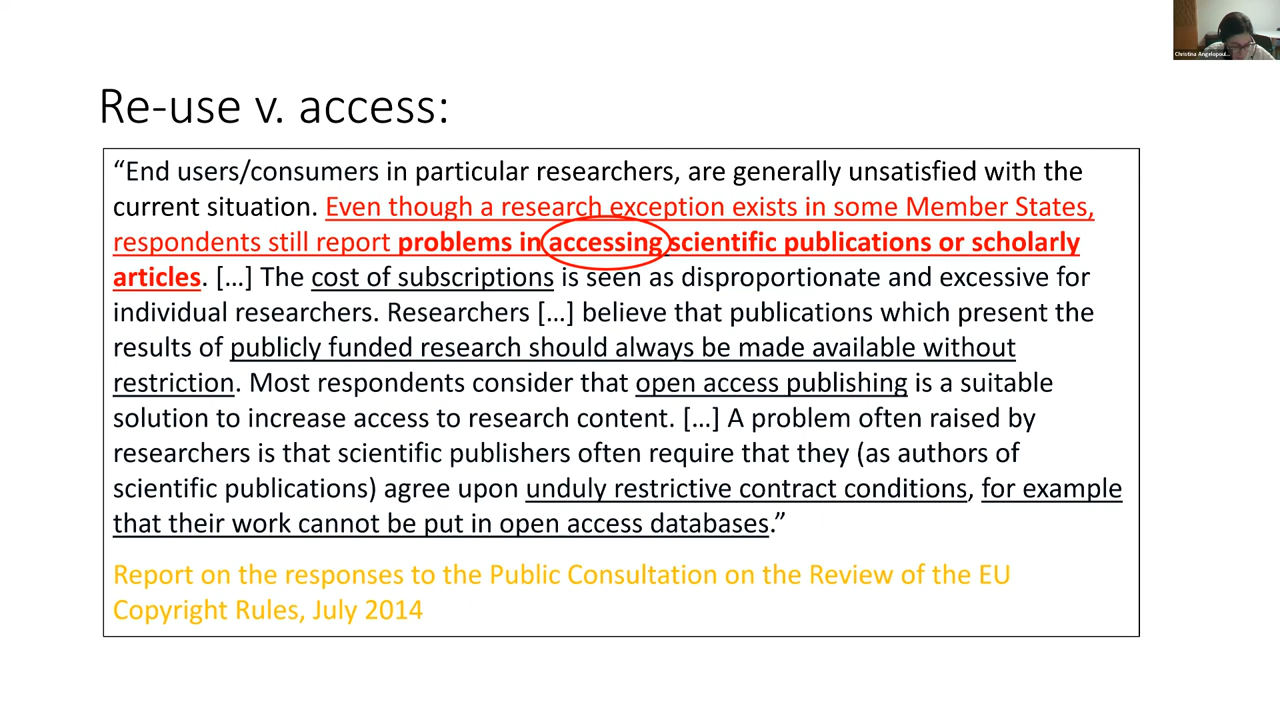 Christina Angelopoul...
Re-use v. access:
“End users/consumers in particular researchers, are generally unsatisfied with the
current situation. Even though a research exception exists in some Member States,
respondents still report problems in accessing scientific publications or scholarly
articles. […] The cost of subscriptions is seen as disproportionate and excessive for
individual researchers. Researchers […] believe that publications which present the
results of publicly funded research should always be made available without
restriction. Most respondents consider that open access publishing is a suitable
solution to increase access to research content. […] A problem often raised by
researchers is that scientific publishers often require that they (as authors of
scientific publications) agree upon unduly restrictive contract conditions, for example
that their work cannot be put in open access databases.”
Report on the responses to the Public Consultation on the Review of the EU
Copyright Rules, July 2014